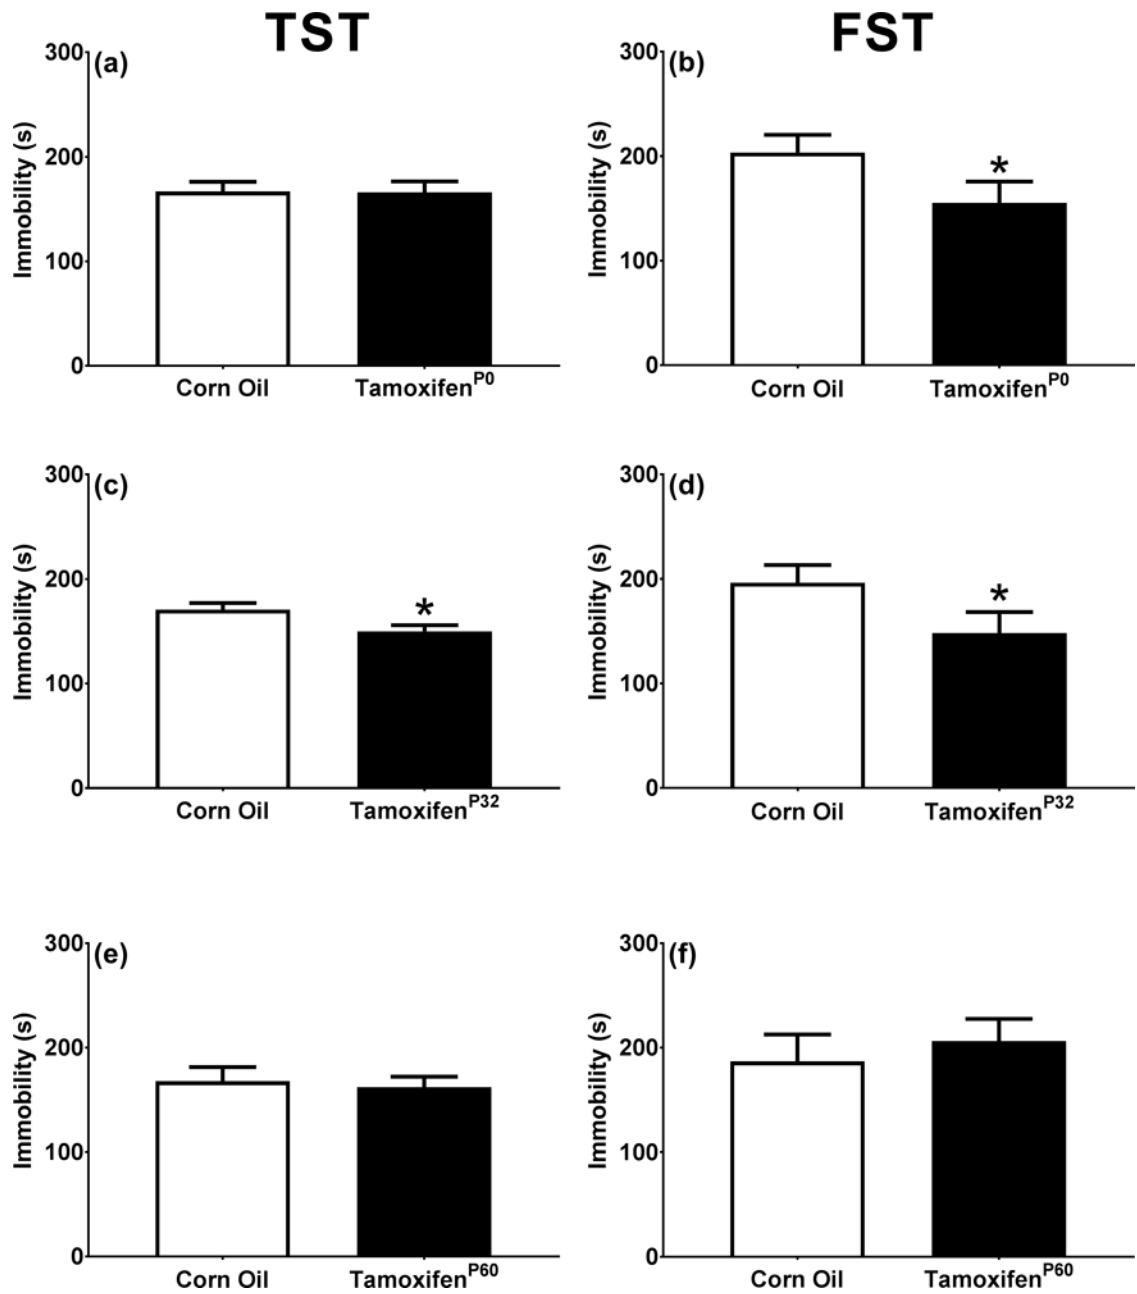 TST
FST
300
(a)
200
100
0
Immobility (s)
Corn Oil
Tamoxifen^P0
300
(b)
200
*
100
0
Immobility (s)
Corn Oil
Tamoxifen^P0
300
(c)
200
*
100
0
Immobility (s)
Corn Oil
Tamoxifen^P32
300
(d)
200
*
100
0
Immobility (s)
Corn Oil
Tamoxifen^P32
300
(e)
200
100
0
Immobility (s)
Corn Oil
Tamoxifen^P60
300
(f)
200
100
0
Immobility (s)
Corn Oil
Tamoxifen^P60